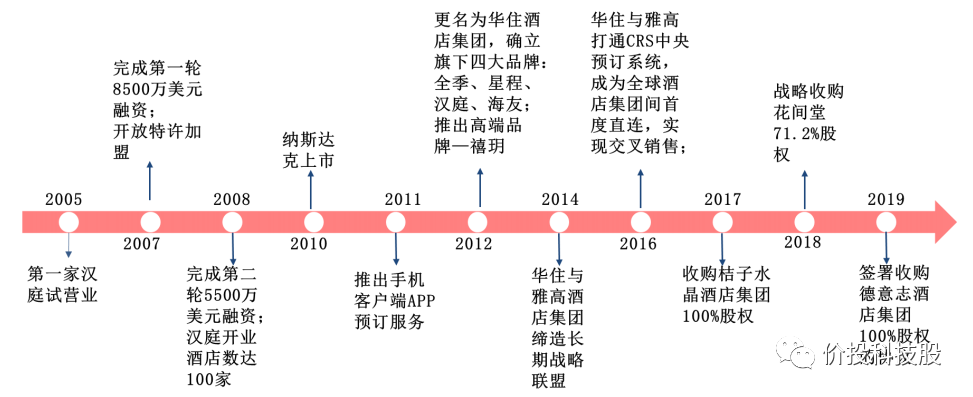 完成第一轮
8500万美元
融资；
开放特许加
盟
纳斯达
克上市
更名为华住酒
店集团，确立
旗下四大品牌：
全季、星程、
汉庭、海友；
推出高端品
牌—禧玥
华住与雅高
打通CRS中央
预订系统，
成为全球酒
店集团间首
度直连，实
现交叉销售；
战略收购
花间堂
71.2%股
权
2005
2008
2011
2014
2017
2019
2007
2010
2012
2016
2018
第一家汉
庭试营业
完成第二
轮5500万
美元融资；
汉庭开业
酒店数达
100家
推出手机
客户端APP
预订服务
华住与
雅高酒
店集团
缔造长
期战略
联盟
收购桔子水
晶酒店集团
100%股权
签署收购
德意志酒
店集团
100%股权
价投科技股